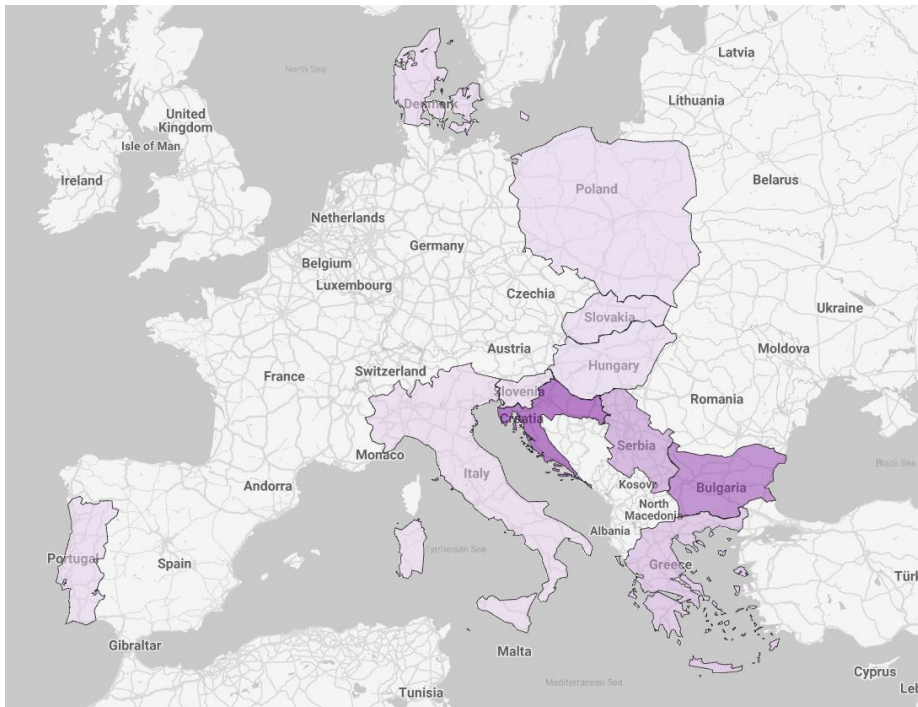 Latvia
North Sea
Denmark
Lithuania
United
Kingdom
Isle of Man
Ireland
Belarus
Poland
Netherlands
Germany
Belgium
Luxembourg
Czechia
Ukraine
Slovakia
Austria
Moldova
Hungary
Switzerland
France
Slovenia
Romania
Croatia
Serbia
Monaco
Italy
Black Sea
Andorra
Kosovo
Bulgaria
North
Macedonia
Albania
Tyrrhenian Sea
Portugal
Spain
Greece
Türk
Gibraltar
Malta
Cyprus
Mediterranean Sea
Tunisia
Leb